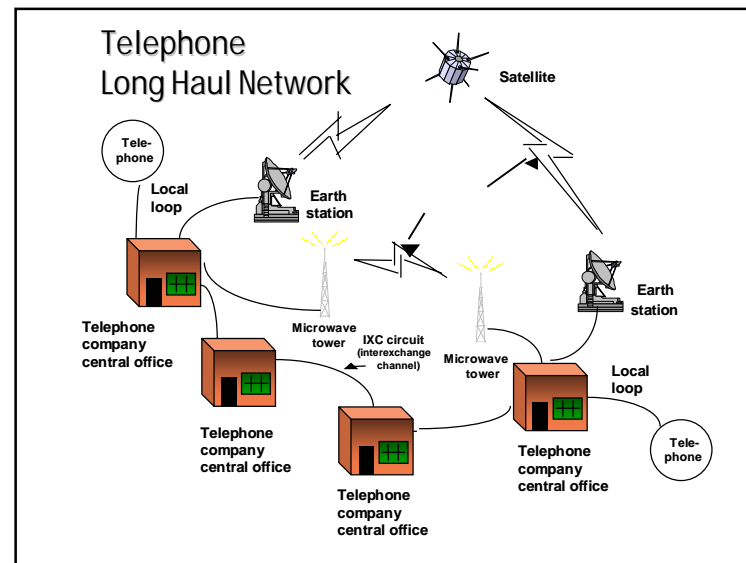 Telephone
Long Haul Network
Satellite
Tele-
phone
Local
loop
Earth
station
Earth
station
Telephone
company
central office
Microwave
tower
IXC circuit
(interexchange
channel)
Microwave
tower
Local
loop
Telephone
company
central office
Telephone
company
central office
Telephone
company
central office
Tele-
phone